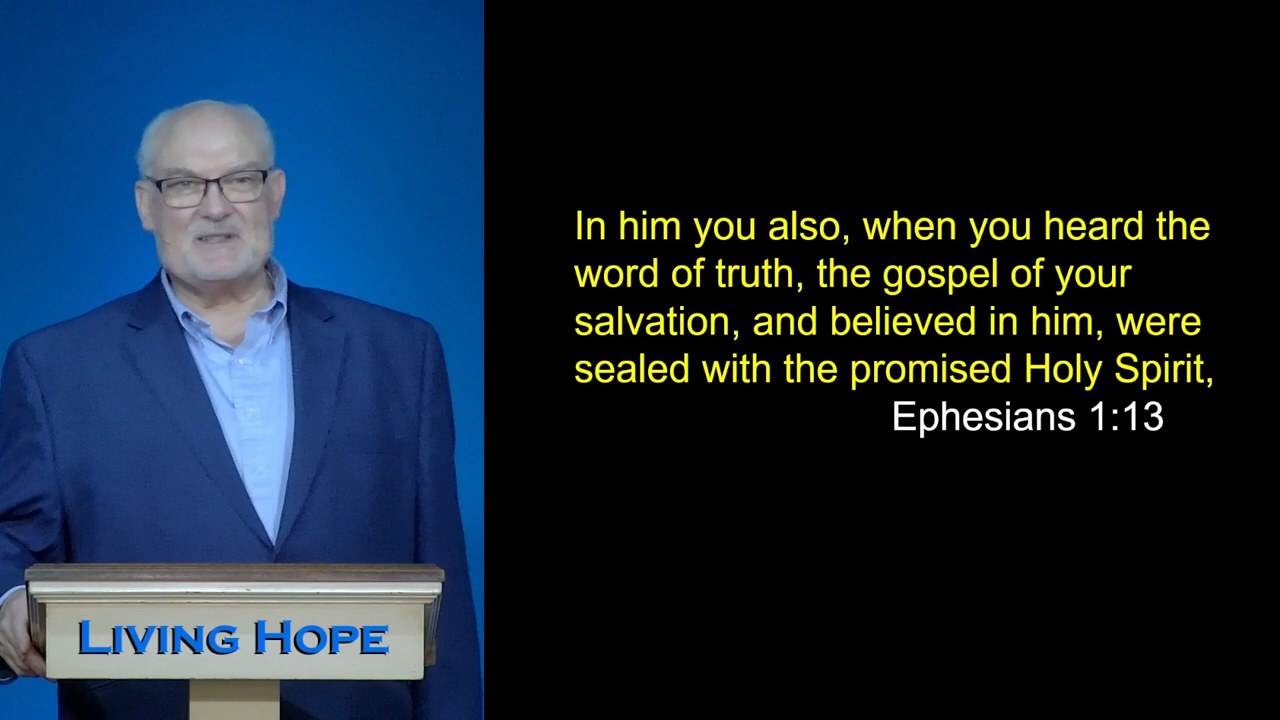 In him you also, when you heard the
word of truth, the gospel of your
salvation, and believed in him, were
sealed with the promised Holy Spirit,
Ephesians 1:13
LIVING HOPE